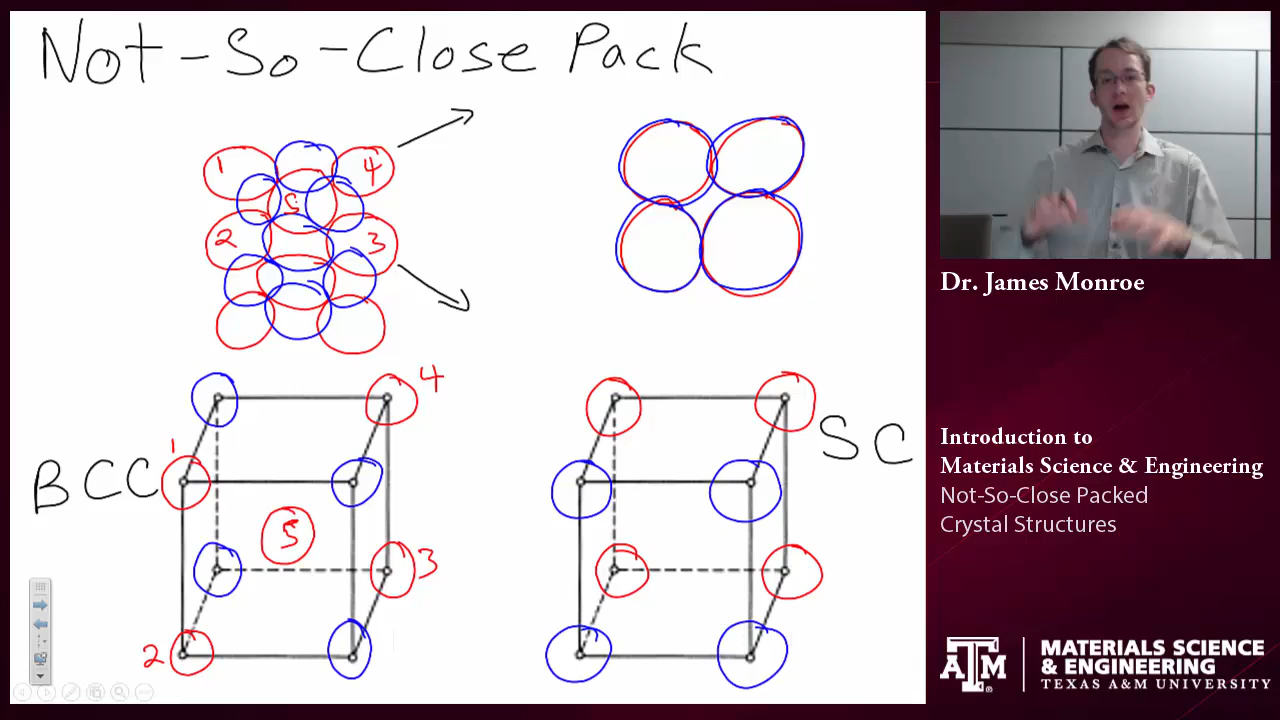 Not-So-Close Pack
1
4
5
2
3
4
1
BCC
5
3
2
SC
Dr. James Monroe
Introduction to
Materials Science & Engineering
Not-So-Close Packed
Crystal Structures
ATM
MATERIALS SCIENCE
& ENGINEERING
TEXAS A&M UNIVERSITY